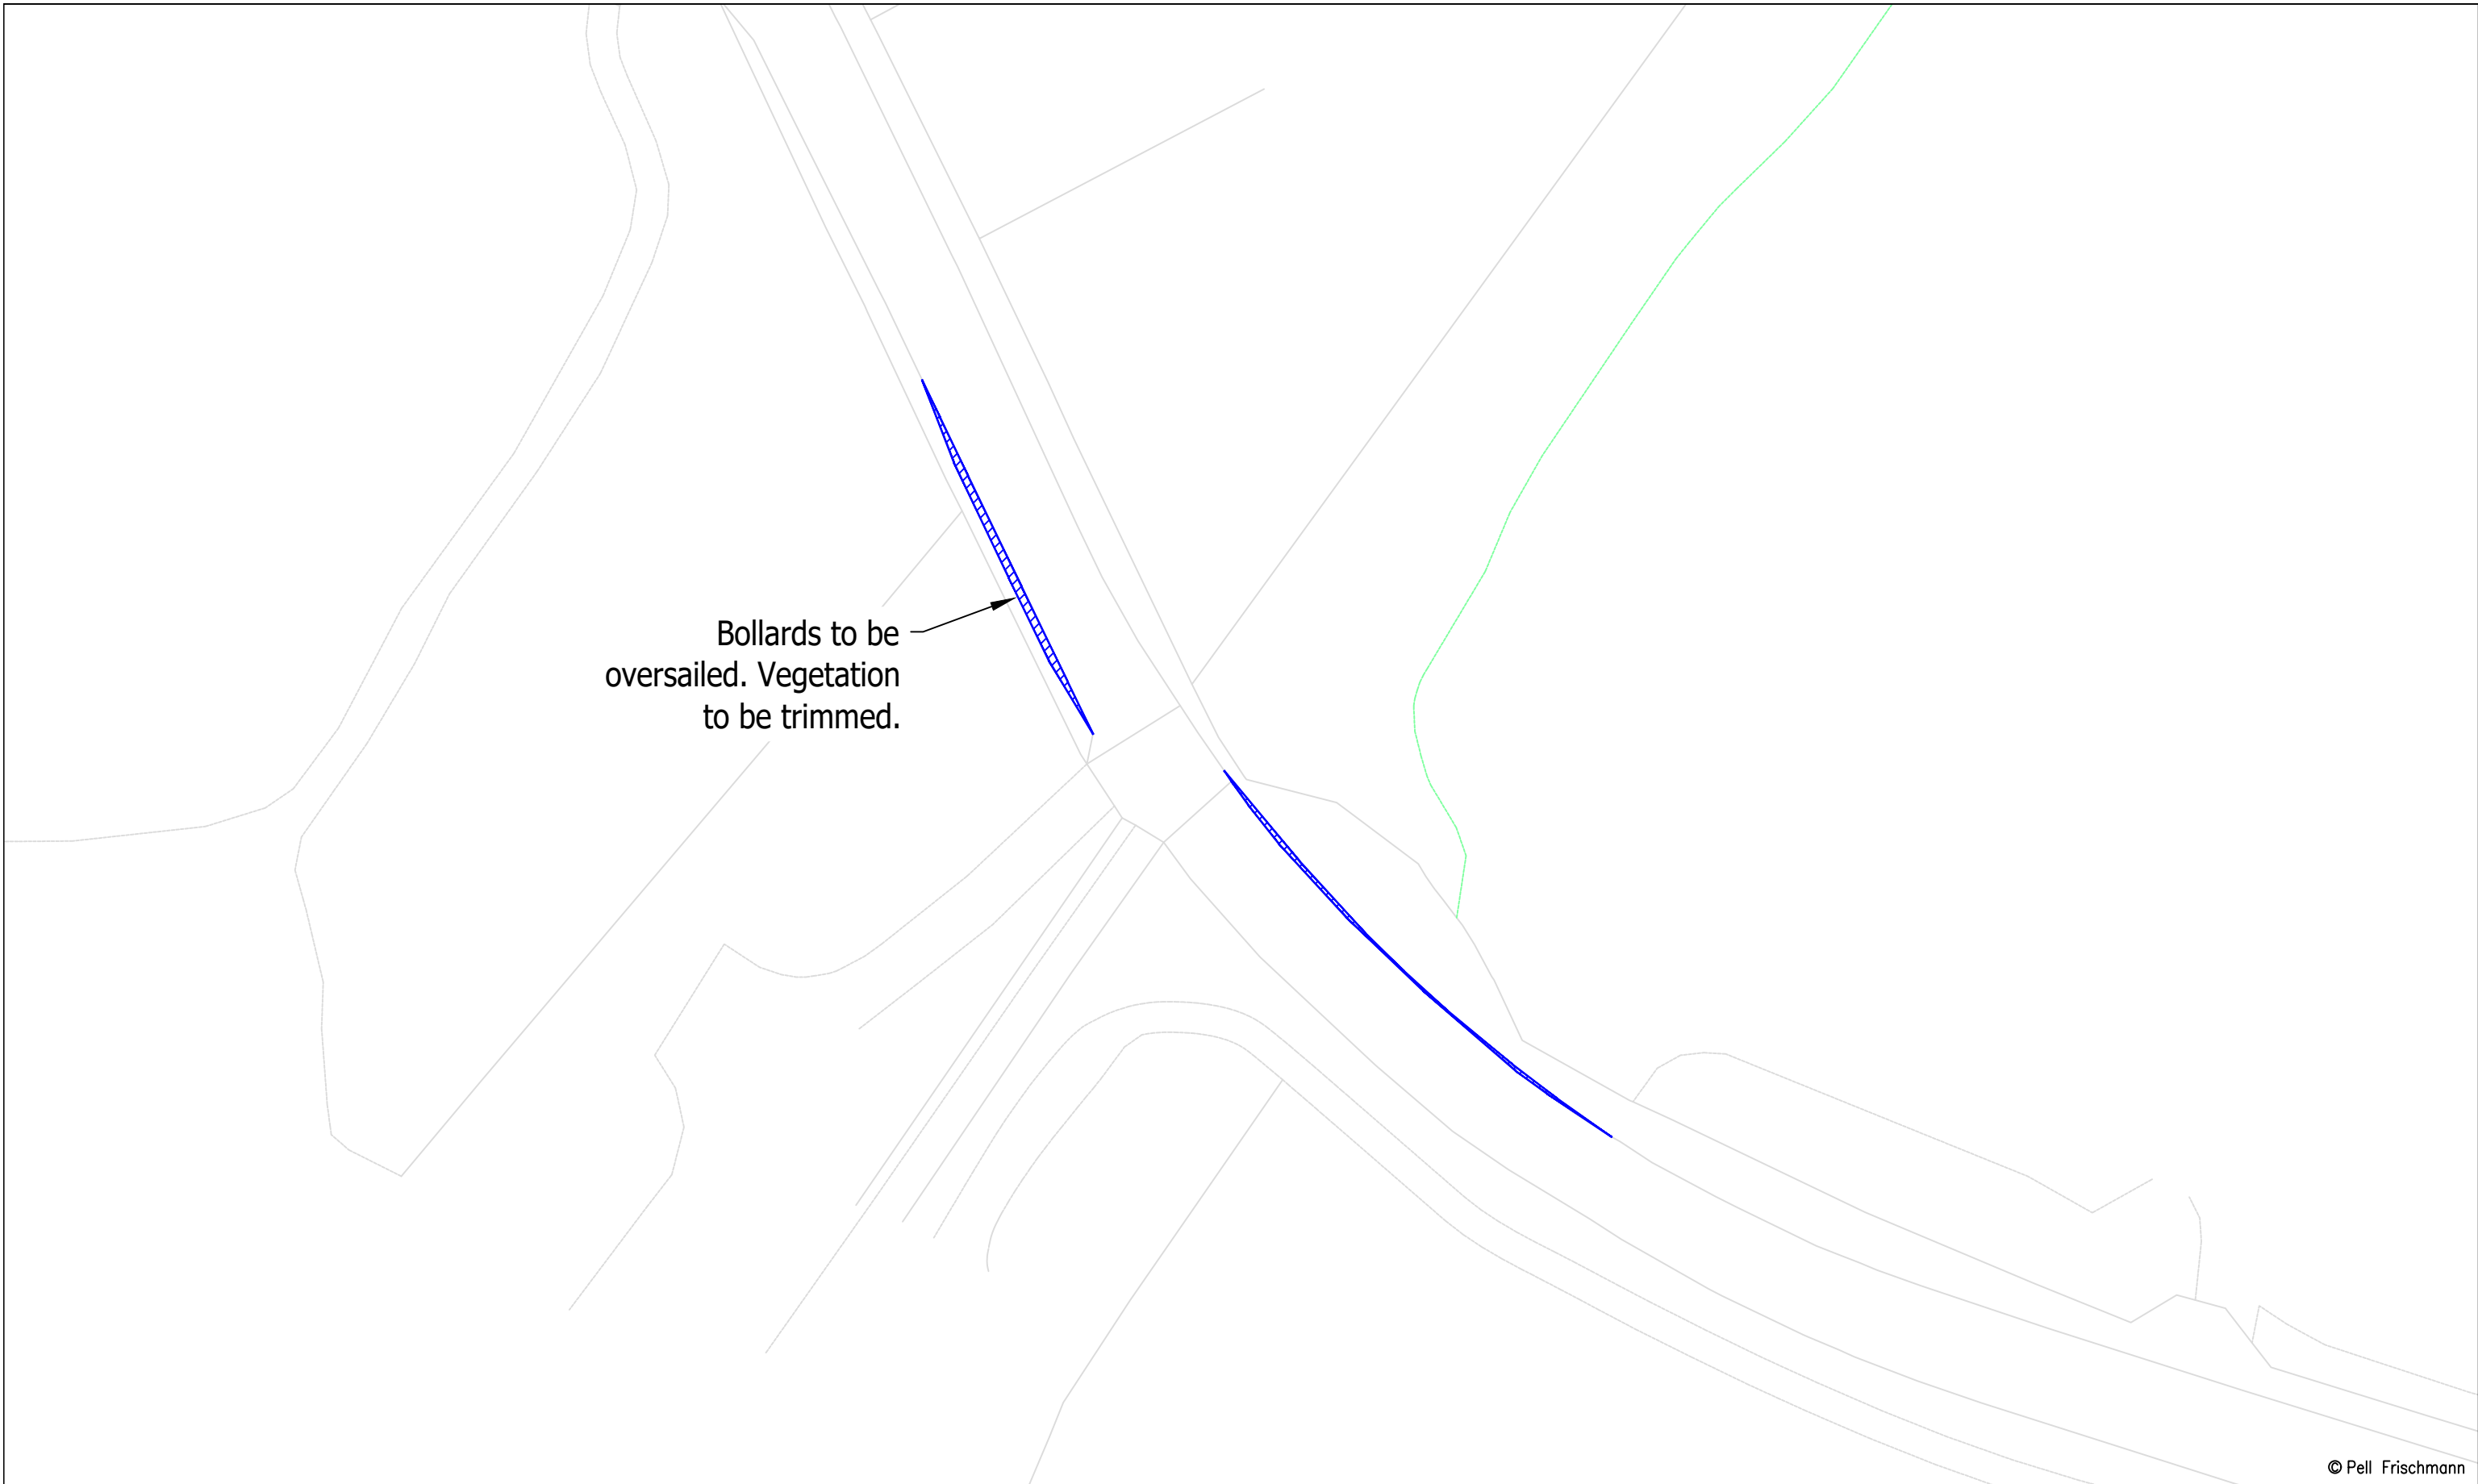 Bollards to be
oversailed. Vegetation
to be trimmed.
© Pell Frischmann